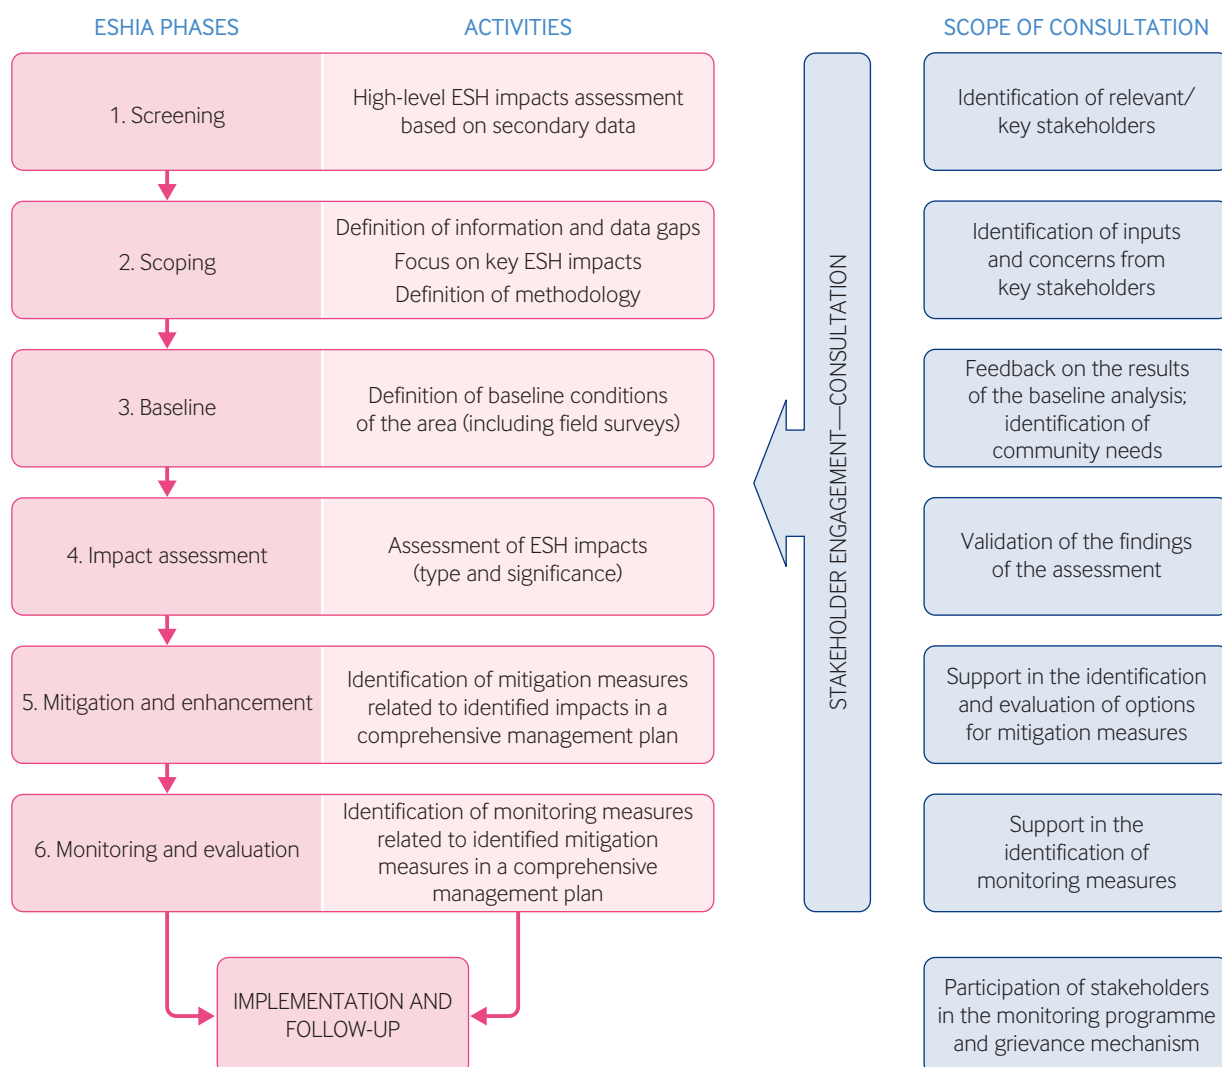 ESHIA PHASES
ACTIVITIES
SCOPE OF CONSULTATION
1. Screening
High-level ESH impacts assessment
based on secondary data
Identification of relevant/
key stakeholders
2. Scoping
Definition of information and data gaps
Focus on key ESH impacts
Definition of methodology
Identification of inputs
and concerns from
key stakeholders
3. Baseline
Definition of baseline conditions
of the area (including field surveys)
Feedback on the results
of the baseline analysis;
identification of
community needs
4. Impact assessment
Assessment of ESH impacts
(type and significance)
Validation of the findings
of the assessment
5. Mitigation and enhancement
Identification of mitigation measures
related to identified impacts in a
comprehensive management plan
Support in the identification
and evaluation of options
for mitigation measures
6. Monitoring and evaluation
Identification of monitoring measures
related to identified mitigation
measures in a comprehensive
management plan
Support in the
identification of
monitoring measures
STAKEHOLDER ENGAGEMENT—CONSULTATION
IMPLEMENTATION AND
FOLLOW-UP
Participation of stakeholders
in the monitoring programme
and grievance mechanism